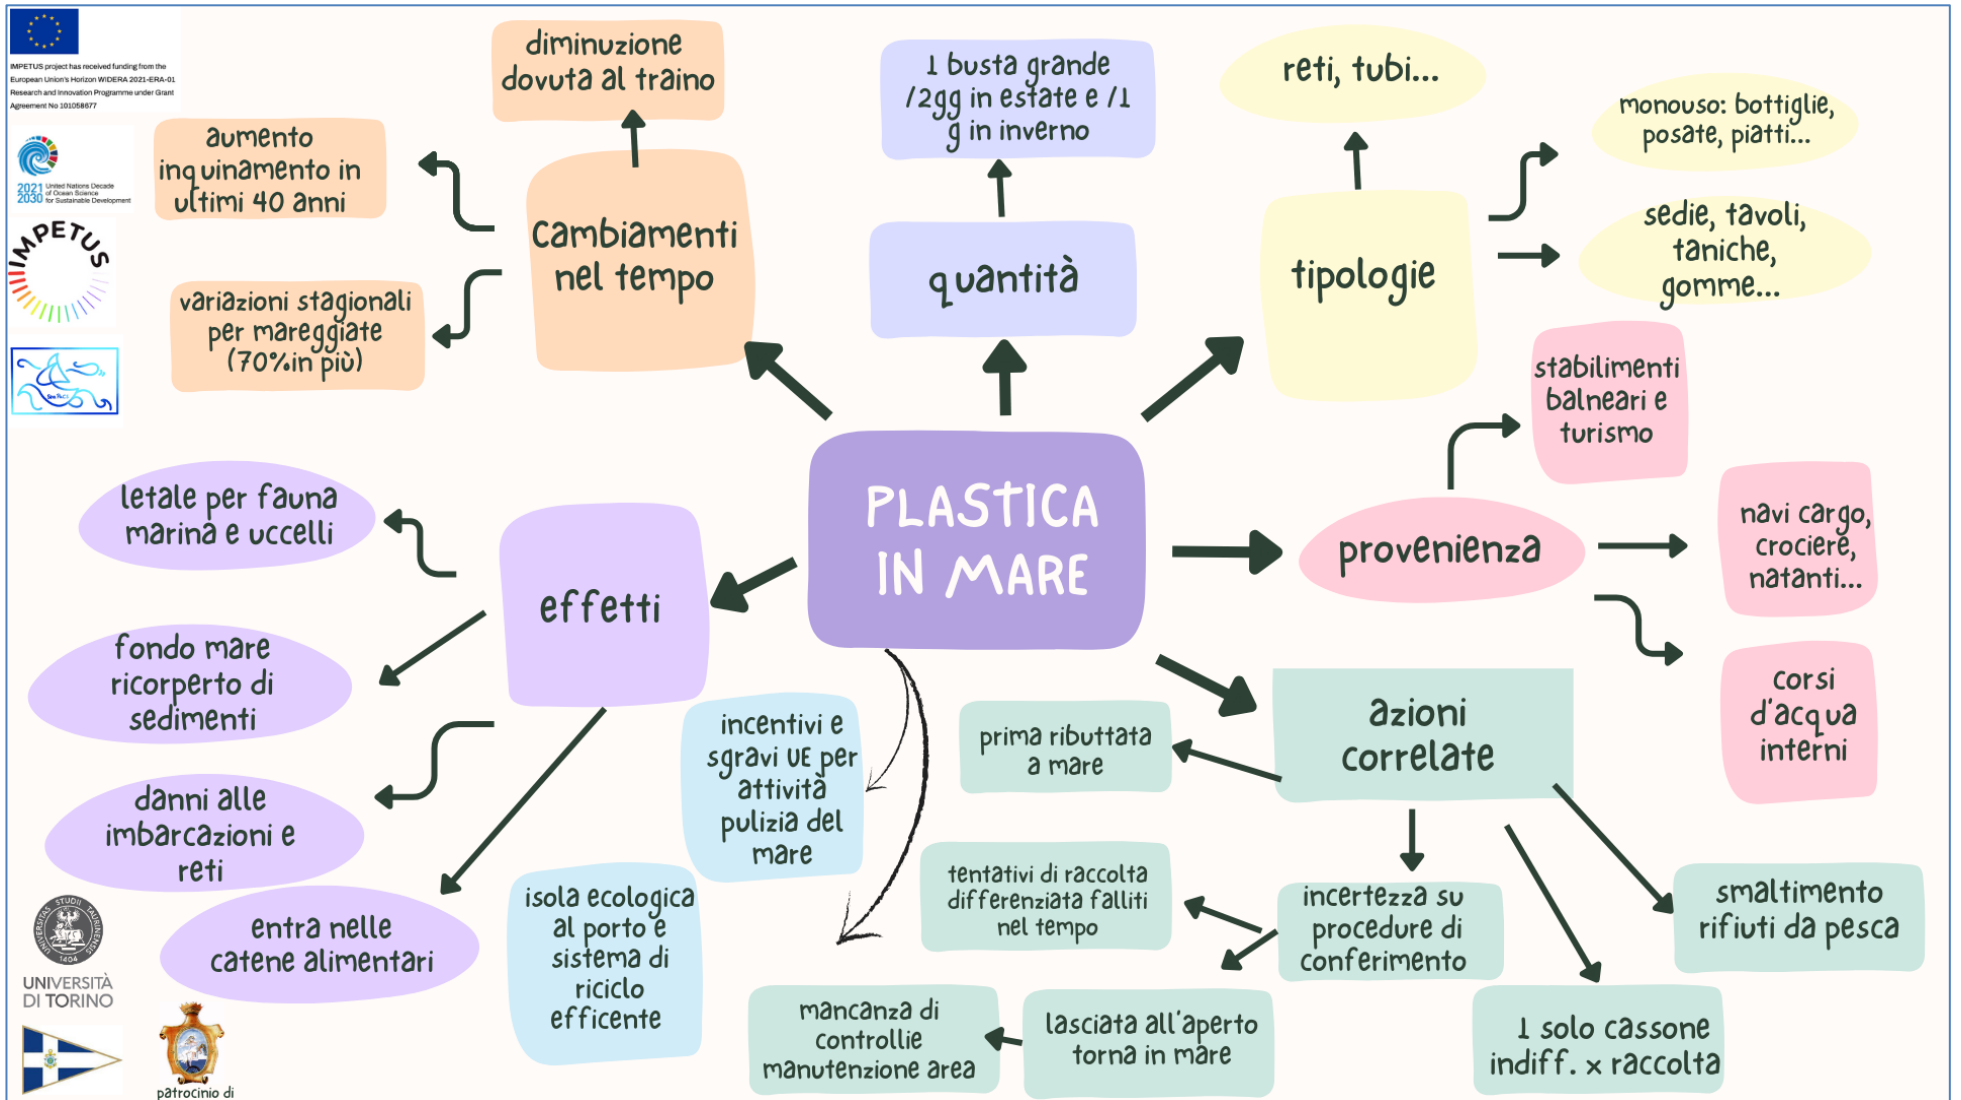 IMPETUS project has received funding from the
European Union's Horizon WIDERA 2021-ERA-01
Research and Innovation Programme under Grant
Agreement No 101058677
2021
2030
United Nations Decade
of Ocean Science
for Sustainable Development
IMPETUS
diminuzione
dovuta al traino
aumento
inquinamento in
ultimi 40 anni
variazioni stagionali
per mareggiate
(70%in più)
cambiamenti
nel tempo
1 busta grande
/2gg in estate e /1
g in inverno
quantità
reti, tubi...
monouso: bottiglie,
posate, piatti...
sedie, tavoli,
taniche,
gomme...
tipologie
stabilimenti
balneari e
turismo
PLASTICA
IN MARE
provenienza
navi cargo,
crociere,
natanti...
corsi
d'acqua
interni
letale per fauna
marina e uccelli
effetti
fondo mare
ricorperto di
sedimenti
danni alle
imbarcazioni e
reti
entra nelle
catene alimentari
incentivi e
sgravi UE per
attività
pulizia del
mare
isola ecologica
al porto e
sistema di
riciclo
efficente
azioni
correlate
prima ributtata
a mare
tentativi di raccolta
differenziata falliti
nel tempo
incertezza su
procedure di
conferimento
smaltimento
rifiuti da pesca
mancanza di
controllie
manutenzione area
lasciata all'aperto
torna in mare
1 solo cassone
indiff. x raccolta
UNIVERSITAS STUDII TAURINENSIS
1404
UNIVERSITÀ
DI TORINO
patrocinio di